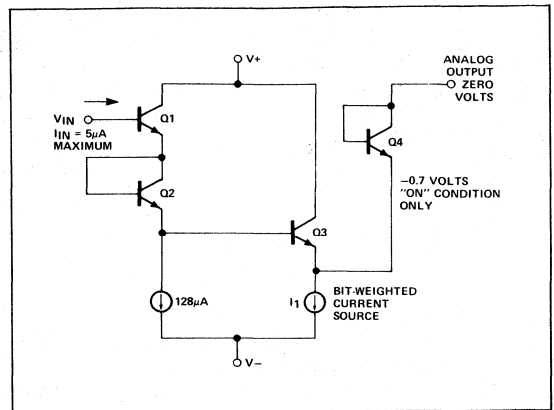 V+
ANALOG
OUTPUT
ZERO
VOLTS
VIN
IIN = 5μA
MAXIMUM
Q1
Q4
Q2
−0.7 VOLTS
"ON" CONDITION
ONLY
Q3
128μA
I1
BIT-WEIGHTED
CURRENT
SOURCE
V−